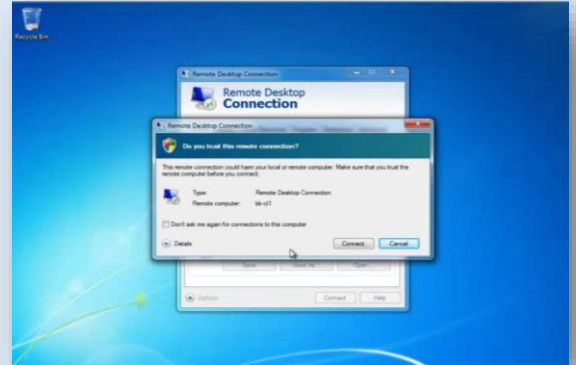 Recycle Bin
Remote Desktop Connection
Remote Desktop
Connection
Remote Desktop Connection
Do you trust this remote connection?
This remote connection could harm your local or remote computer. Make sure that you trust the
remote computer before you connect.
Type: Remote Desktop Connection
Remote computer:
Don't ask me again for connections to this computer
Details Connect Cancel
Save Save As... Open...
Options Connect Help